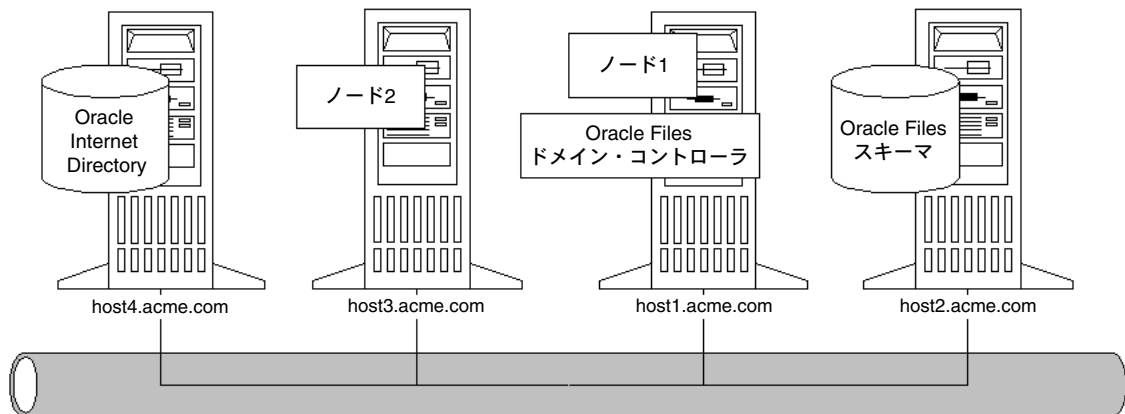 Oracle
Internet
Directory
ノード2
ノード1
Oracle Files
ドメイン・コントローラ
Oracle Files
スキーマ
host4.acme.com
host3.acme.com
host1.acme.com
host2.acme.com